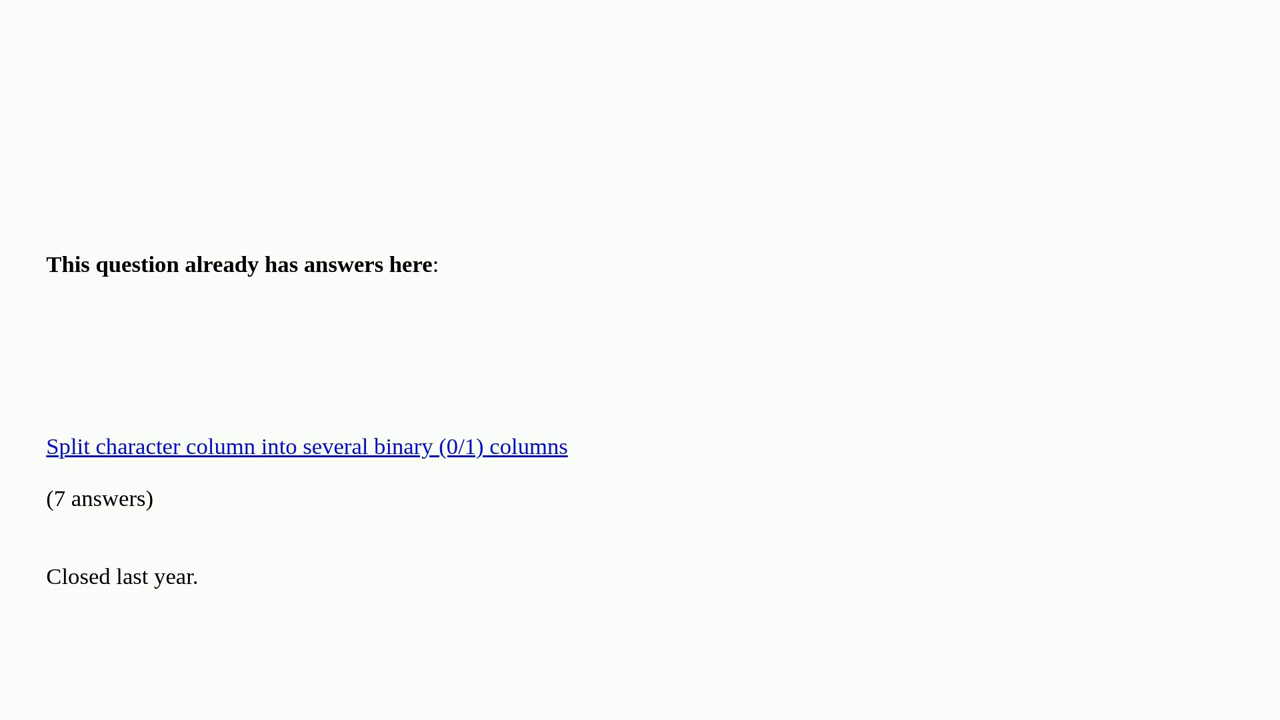 This question already has answers here:
Split character column into several binary (0/1) columns
(7 answers)
Closed last year.